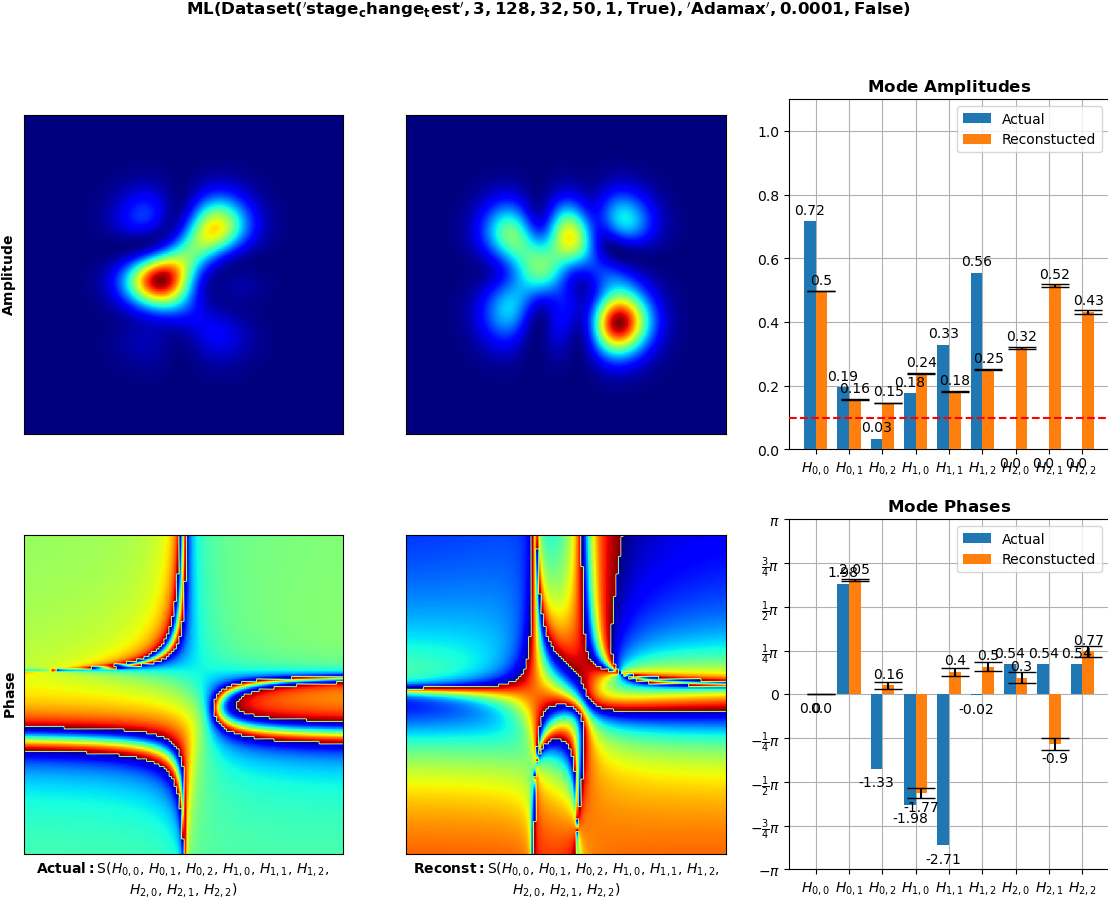 ML(Dataset('stage_change_test', 3, 128, 32, 50, 1, True), 'Adamax', 0.0001, False)
Amplitude
Mode Amplitudes
Actual
Reconstucted
1.0
0.8
0.6
0.4
0.2
0.0
0.72
0.5
0.19
0.16
0.03
0.15
0.18
0.24
0.33
0.18
0.56
0.25
0.0
0.32
0.0
0.52
0.0
0.43
H0,0 H0,1 H0,2 H1,0 H1,1 H1,2 H2,0 H2,1 H2,2
Phase
Actual: S(H0,0, H0,1, H0,2, H1,0, H1,1, H1,2,
H2,0, H2,1, H2,2)
Reconst: S(H0,0, H0,1, H0,2, H1,0, H1,1, H1,2,
H2,0, H2,1, H2,2)
Mode Phases
Actual
Reconstucted
π
3/4π
1/2π
1/4π
0
−1/4π
−1/2π
−3/4π
−π
0.0
0.0
1.98
2.05
-1.33
0.16
-1.98
-1.77
-2.71
0.4
-0.02
0.5
0.54
0.3
0.54
-0.9
0.54
0.77
H0,0 H0,1 H0,2 H1,0 H1,1 H1,2 H2,0 H2,1 H2,2